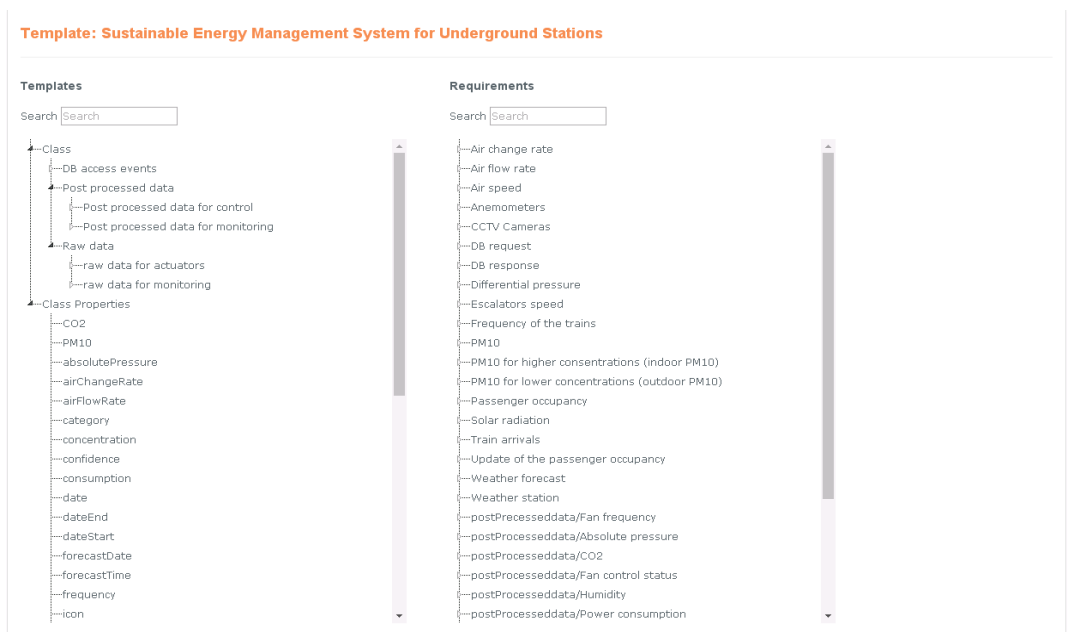 Template: Sustainable Energy Management System for Underground Stations
Templates
Search Search
Class
DB access events
Post processed data
Post processed data for control
Post processed data for monitoring
Raw data
raw data for actuators
raw data for monitoring
Class Properties
CO2
PM10
absolutePressure
airChangeRate
airFlowRate
category
concentration
confidence
consumption
date
dateEnd
dateStart
forecastDate
forecastTime
frequency
icon
Requirements
Search Search
Air change rate
Air flow rate
Air speed
Anemometers
CCTV Cameras
DB request
DB response
Differential pressure
Escalators speed
Frequency of the trains
PM10
PM10 for higher consentrations (indoor PM10)
PM10 for lower concentrations (outdoor PM10)
Passenger occupancy
Solar radiation
Train arrivals
Update of the passenger occupancy
Weather forecast
Weather station
postPrecesseddata/Fan frequency
postProcesseddata/Absolute pressure
postProcesseddata/CO2
postProcesseddata/Fan control status
postProcesseddata/Humidity
postProcesseddata/Power consumption